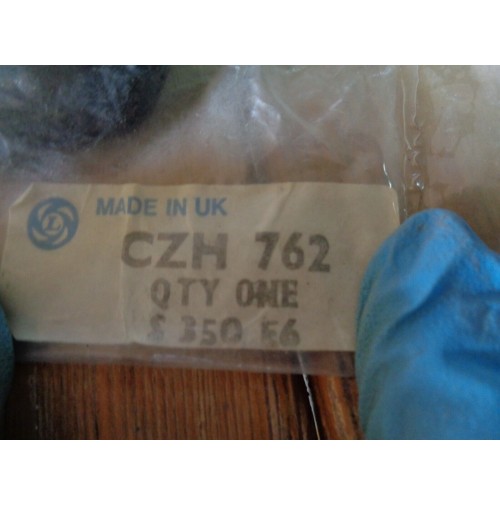 L
MADE IN UK
CZH 762
QTY ONE
S 350 E6